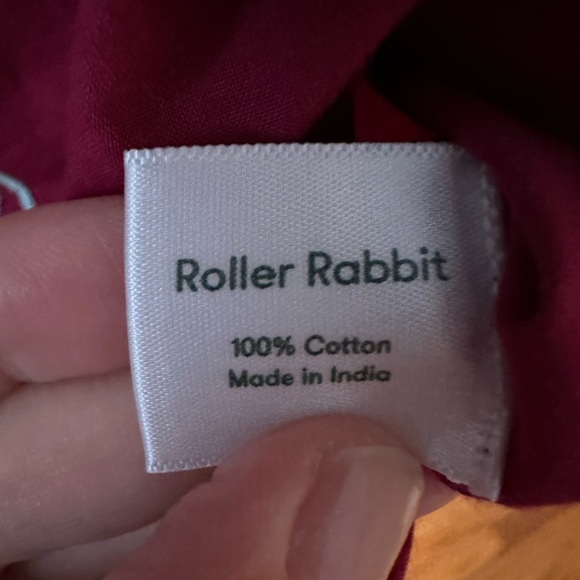 Roller Rabbit
100% Cotton
Made in India